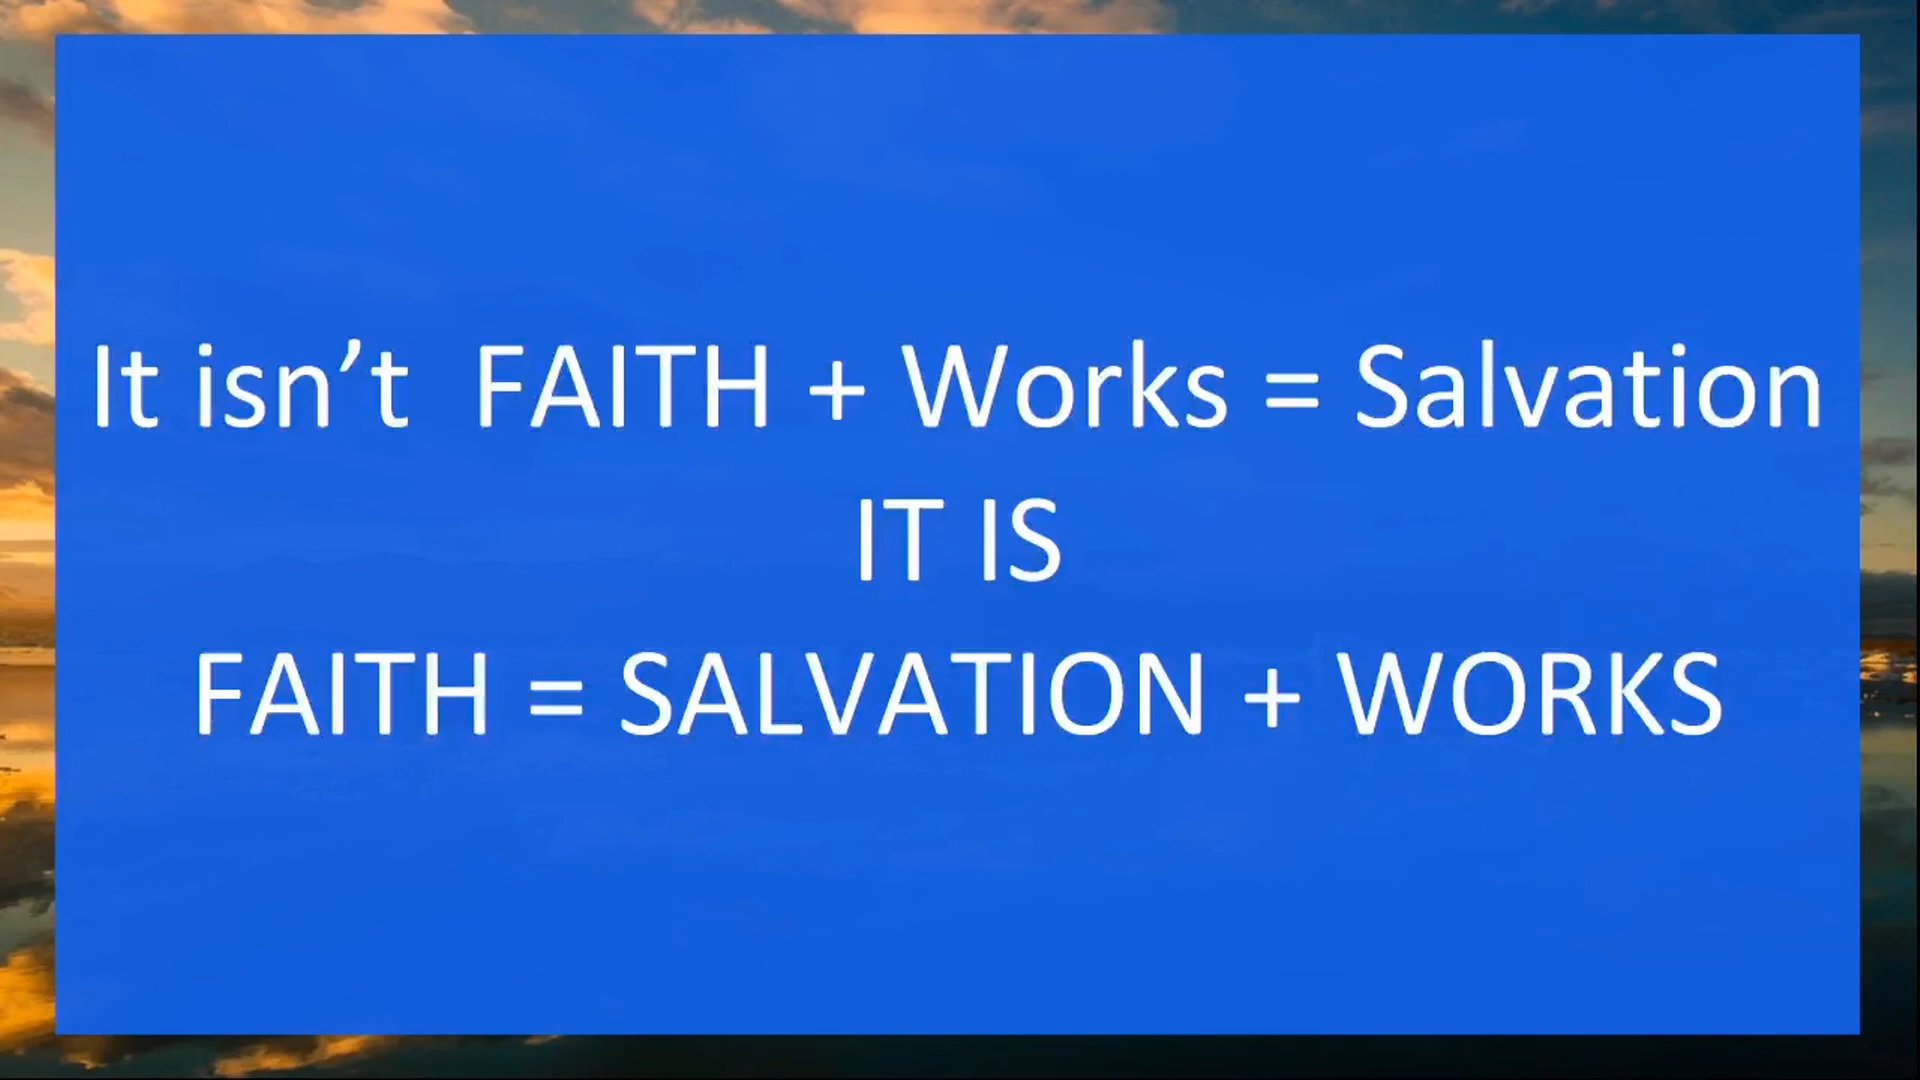 It isn’t  FAITH + Works = Salvation
IT IS
FAITH = SALVATION + WORKS